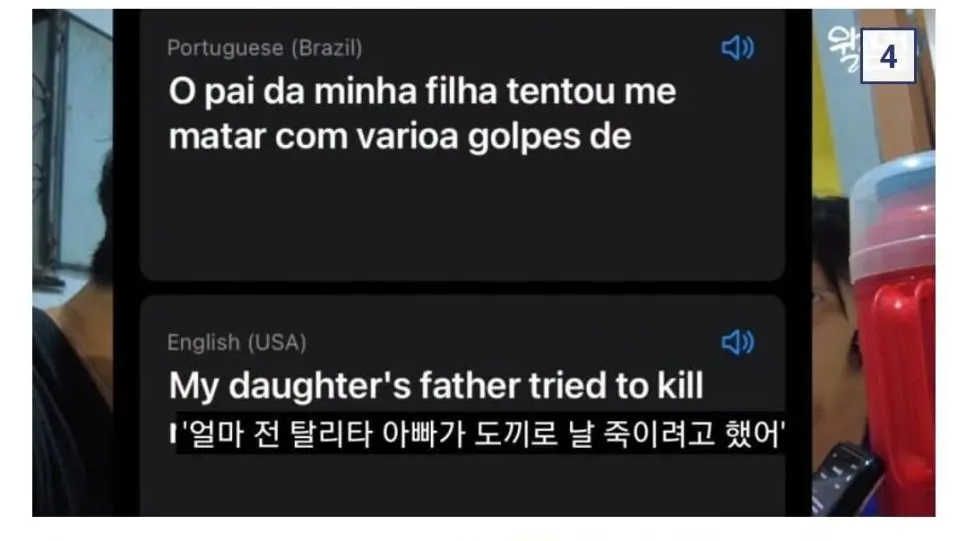 4
Portuguese (Brazil)
O pai da minha filha tentou me
matar com varioa golpes de
English (USA)
My daughter's father tried to kill
'얼마 전 탈리타 아빠가 도끼로 날 죽이려고 했어'